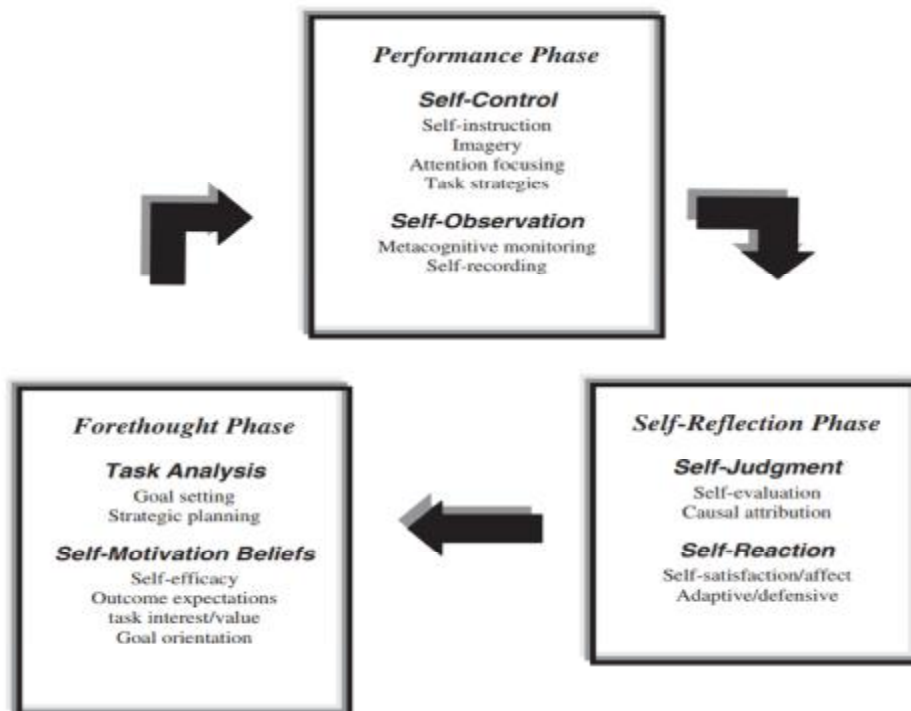 Performance Phase
Self-Control
Self-instruction
Imagery
Attention focusing
Task strategies
Self-Observation
Metacognitive monitoring
Self-recording
Forethought Phase
Task Analysis
Goal setting
Strategic planning
Self-Motivation Beliefs
Self-efficacy
Outcome expectations
task interest/value
Goal orientation
Self-Reflection Phase
Self-Judgment
Self-evaluation
Causal attribution
Self-Reaction
Self-satisfaction/affect
Adaptive/defensive